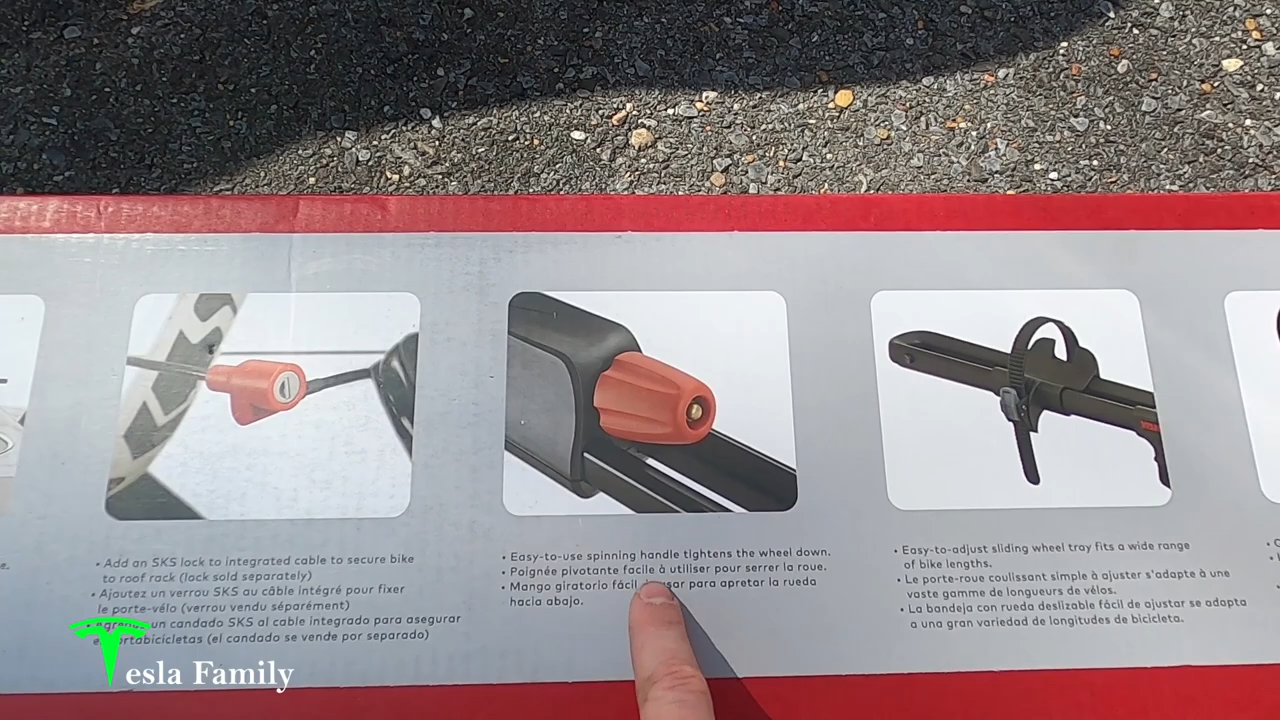 e.
• Add an SKS lock to integrated cable to secure bike
to roof rack (lock sold separately)
• Ajoutez un verrou SKS au câble intégré pour fixer
le porte-vélo (verrou vendu séparément)
un candado SKS al cable integrado para asegurar
portabicicletas (el candado se vende por separado)
• Easy-to-use spinning handle tightens the wheel down.
• Poignée pivotante facile à utiliser pour serrer la roue.
• Mango giratorio fácil usar para apretar la rueda
hacia abajo.
• Easy-to-adjust sliding wheel tray fits a wide range
of bike lengths.
• Le porte-roue coulissant simple à ajuster s'adapte à une
vaste gamme de longueurs de vélos.
• La bandeja con rueda deslizable fácil de ajustar se adapta
a una gran variedad de longitudes de bicicleta.
Tesla Family